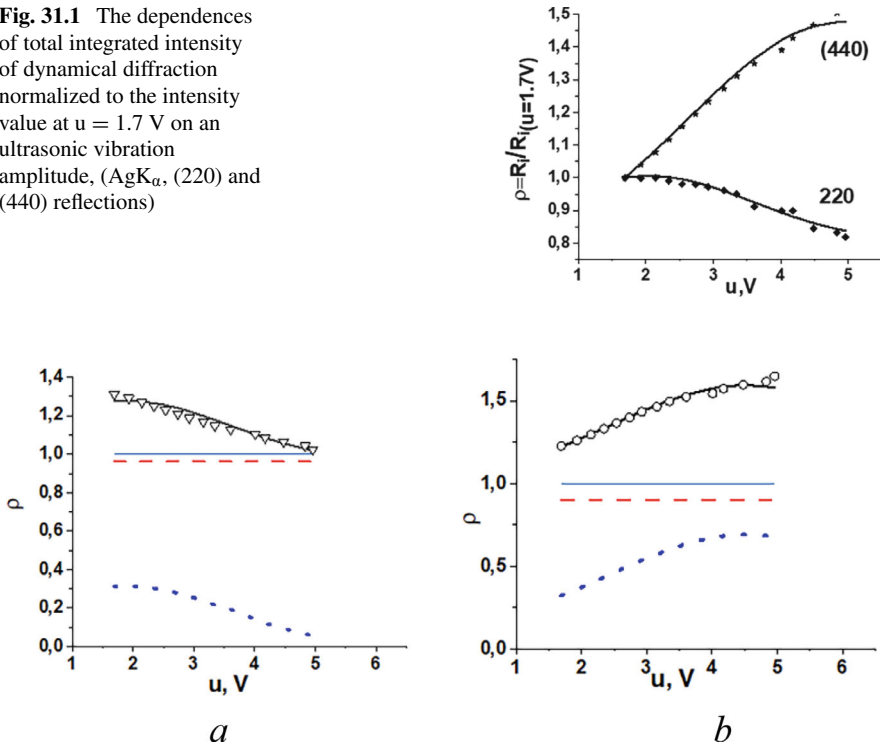 Fig. 31.1 The dependences
of total integrated intensity
of dynamical diffraction
normalized to the intensity
value at u = 1.7 V on an
ultrasonic vibration
amplitude, (AgKα, (220) and
(440) reflections)
1,5
1,4
1,3
1,2
1,1
1,0
0,9
0,8
ρ=Ri/Ri(u=1.7V)
(440)
220
1 2 3 4 5
u,V
1,4
1,2
1,0
0,8
0,6
0,4
0,2
0,0
ρ
1 2 3 4 5 6
u, V
a
1,5
1,0
0,5
0,0
ρ
1 2 3 4 5 6
u, V
b